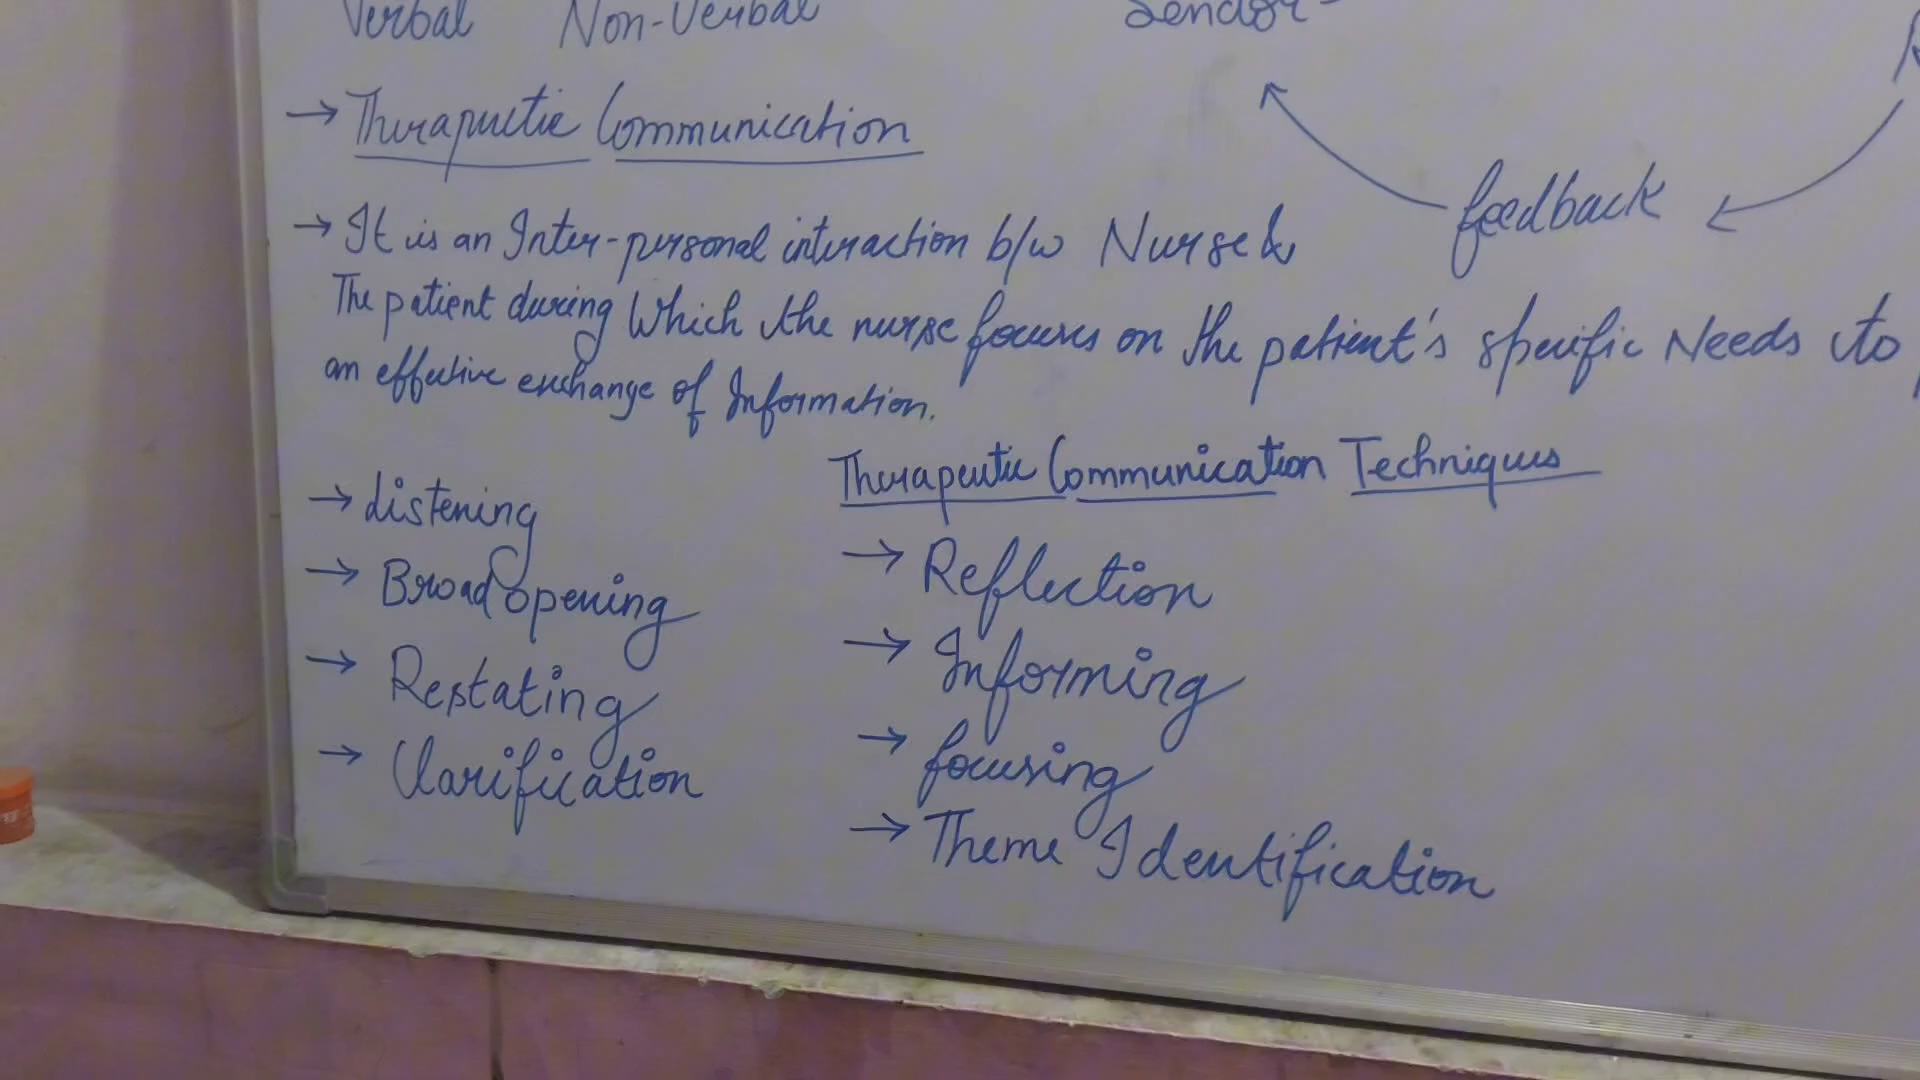 Verbal Non-Verbal Sendor
→ Therapuetic Communication
feedback
→ It is an Inter-personal interaction b/w Nurse &
The patient during Which the nurse focuses on the patient's specific Needs to
an effective exchange of Information.
Therapeutic Communication Techniques
→ Listening
→ Broad opening
→ Restating
→ Clarification
→ Reflection
→ Informing
→ focusing
→ Theme Identification